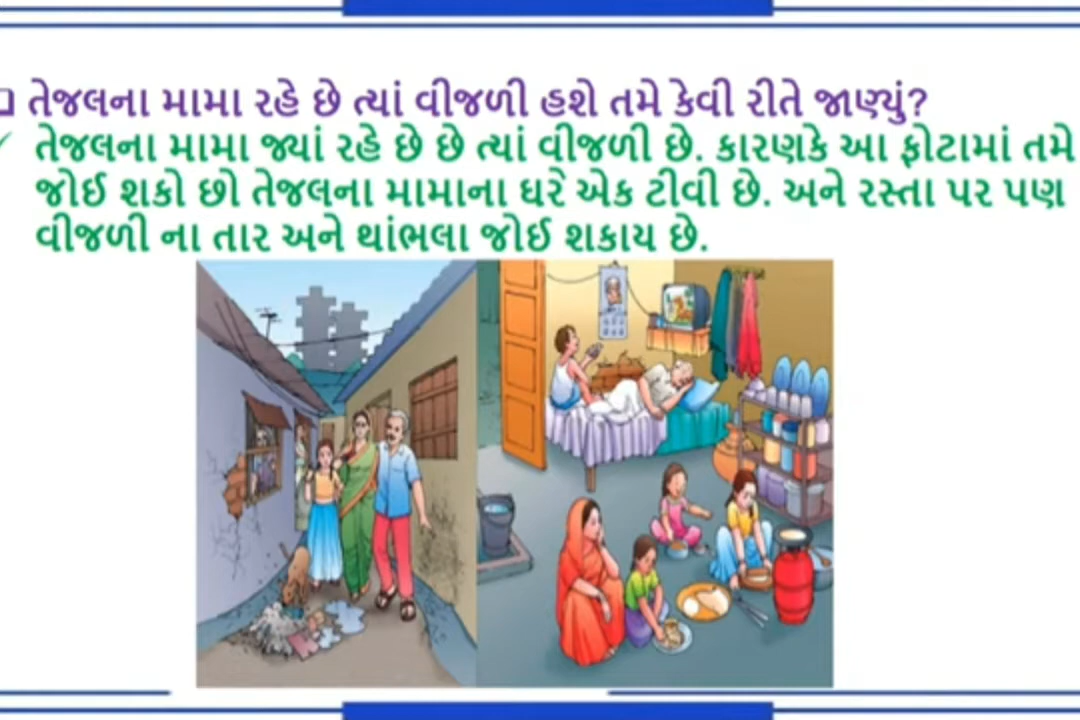 તેજલના મામા રહે છે ત્યાં વીજળી હશે તમે કેવી રીતે જાણ્યું?
તેજલના મામા જ્યાં રહે છે છે ત્યાં વીજળી છે. કારણકે આ ફોટામાં તમે
જોઈ શકો છો તેજલના મામાના ઘરે એક ટીવી છે. અને રસ્તા પર પણ
વીજળી ના તાર અને થાંભલા જોઈ શકાય છે.